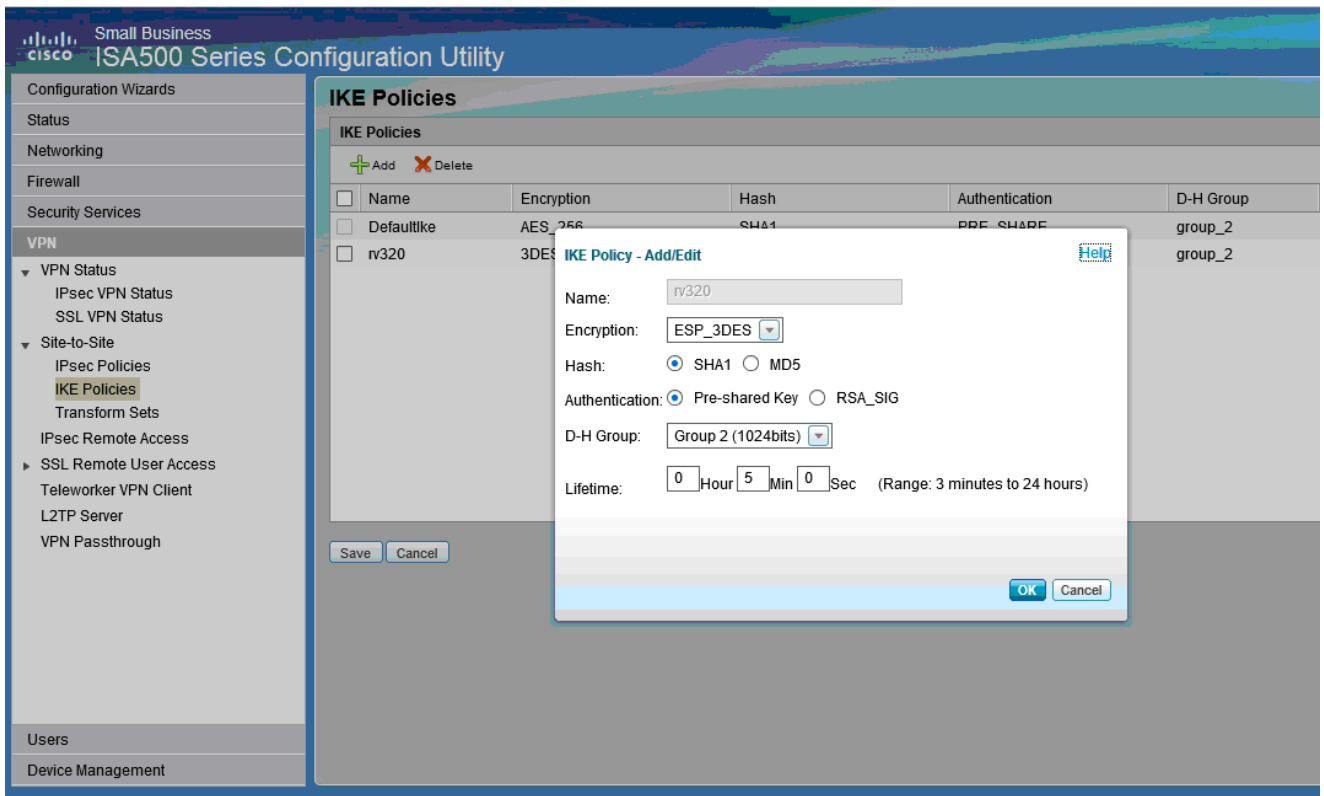 Small Business
cisco ISA500 Series Configuration Utility
Configuration Wizards
Status
Networking
Firewall
Security Services
VPN
VPN Status
IPsec VPN Status
SSL VPN Status
Site-to-Site
IPsec Policies
IKE Policies
Transform Sets
IPsec Remote Access
SSL Remote User Access
Teleworker VPN Client
L2TP Server
VPN Passthrough
Users
Device Management
IKE Policies
IKE Policies
Add Delete
Name Encryption Hash Authentication D-H Group
DefaultIke AES_256 SHA1 PRE_SHARE group_2
rv320 3DES group_2
IKE Policy - Add/Edit Help
Name: rv320
Encryption: ESP_3DES
Hash: SHA1 MD5
Authentication: Pre-shared Key RSA_SIG
D-H Group: Group 2 (1024bits)
Lifetime: 0 Hour 5 Min 0 Sec (Range: 3 minutes to 24 hours)
OK Cancel
Save Cancel